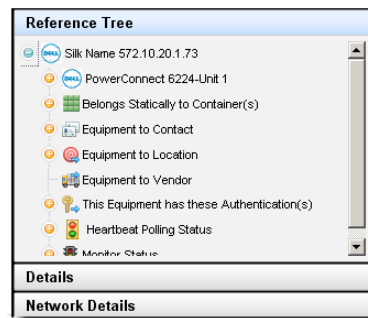 Reference Tree
Silk Name 572.10.20.1.73
PowerConnect 6224-Unit 1
Belongs Statically to Container(s)
Equipment to Contact
Equipment to Location
Equipment to Vendor
This Equipment has these Authentication(s)
Heartbeat Polling Status
Monitor Status
Details
Network Details